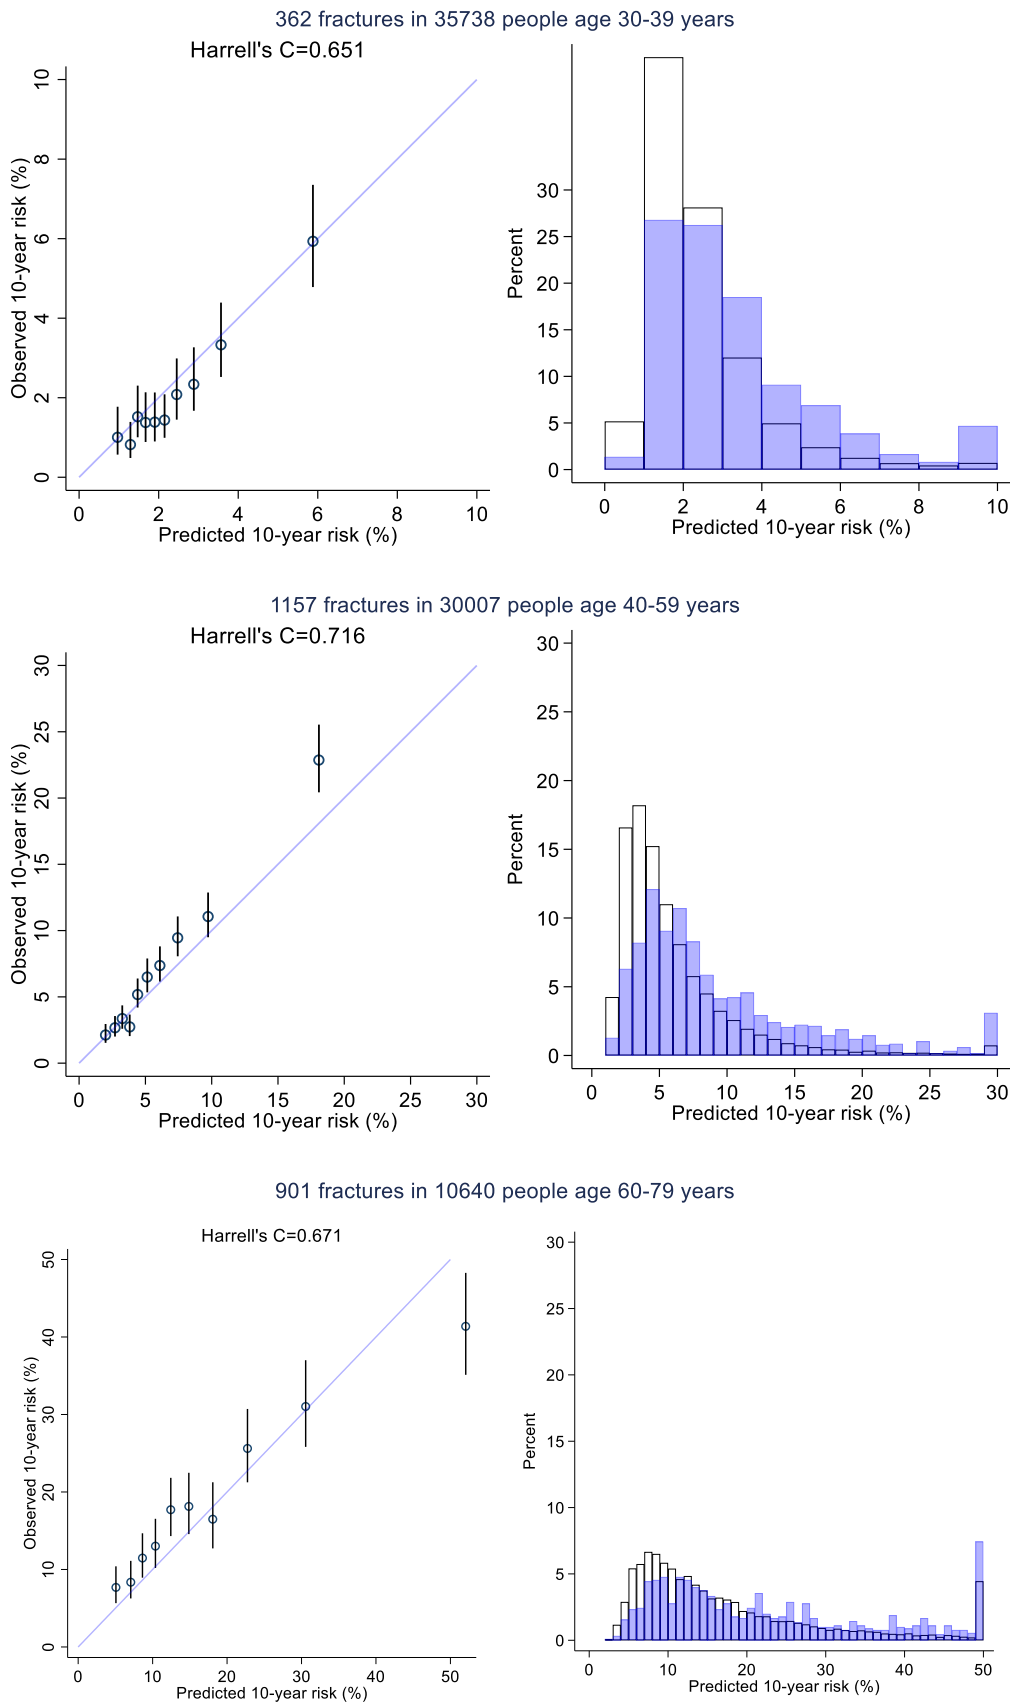 362 fractures in 35738 people age 30-39 years
Harrell's C=0.651
Observed 10-year risk (%)
10
8
6
4
2
0
0 2 4 6 8 10
Predicted 10-year risk (%)
Percent
30
25
20
15
10
5
0
0 2 4 6 8 10
Predicted 10-year risk (%)
1157 fractures in 30007 people age 40-59 years
Harrell's C=0.716
Observed 10-year risk (%)
30
25
20
15
10
5
0
0 5 10 15 20 25 30
Predicted 10-year risk (%)
Percent
30
25
20
15
10
5
0
0 5 10 15 20 25 30
Predicted 10-year risk (%)
901 fractures in 10640 people age 60-79 years
Harrell's C=0.671
Observed 10-year risk (%)
50
40
30
20
10
0
0 10 20 30 40 50
Predicted 10-year risk (%)
Percent
30
25
20
15
10
5
0
0 10 20 30 40 50
Predicted 10-year risk (%)